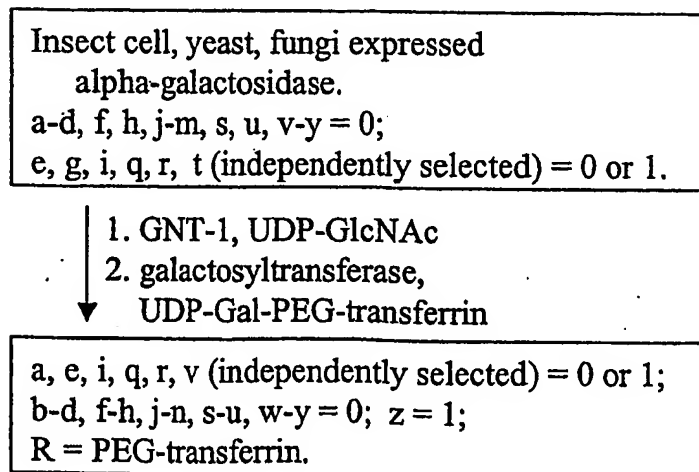 Insect cell, yeast, fungi expressed
alpha-galactosidase.
a-d, f, h, j-m, s, u, v-y = 0;
e, g, i, q, r, t (independently selected) = 0 or 1.
1. GNT-1, UDP-GlcNAc
2. galactosyltransferase,
UDP-Gal-PEG-transferrin
a, e, i, q, r, v (independently selected) = 0 or 1;
b-d, f-h, j-n, s-u, w-y = 0; z = 1;
R = PEG-transferrin.